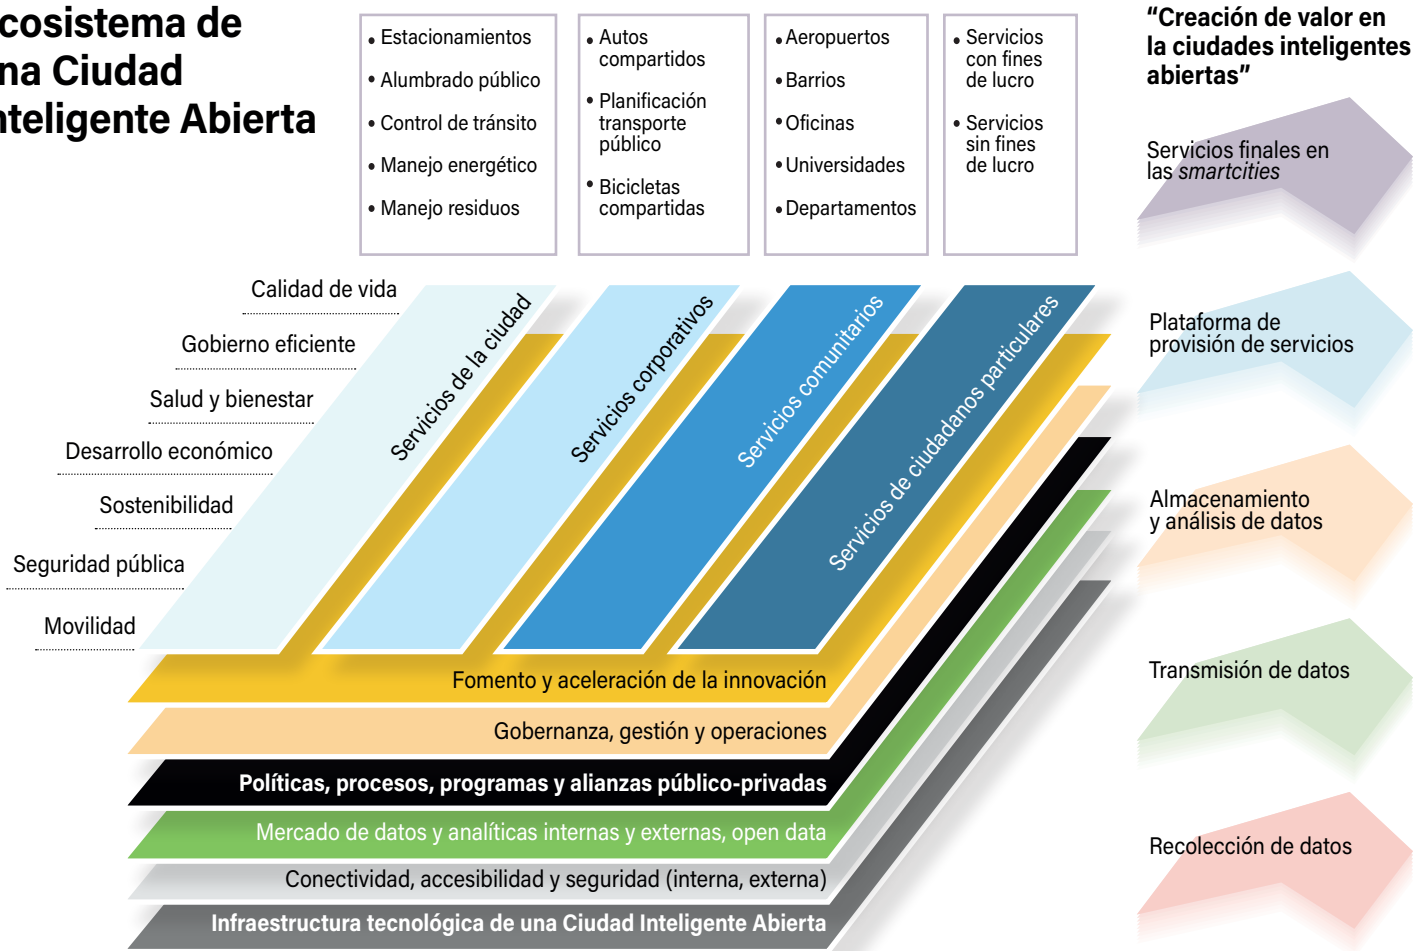 cosistema de
na Ciudad
nteligente Abierta
• Estacionamientos
• Alumbrado público
• Control de tránsito
• Manejo energético
• Manejo residuos
• Autos
compartidos
• Planificación
transporte
público
• Bicicletas
compartidas
• Aeropuertos
• Barrios
• Oficinas
• Universidades
• Departamentos
• Servicios
con fines
de lucro
• Servicios
sin fines
de lucro
Calidad de vida
Gobierno eficiente
Salud y bienestar
Desarrollo económico
Sostenibilidad
Seguridad pública
Movilidad
Servicios de la ciudad
Servicios corporativos
Servicios comunitarios
Servicios de ciudadanos particulares
Fomento y aceleración de la innovación
Gobernanza, gestión y operaciones
Políticas, procesos, programas y alianzas público-privadas
Mercado de datos y analíticas internas y externas, open data
Conectividad, accesibilidad y seguridad (interna, externa)
Infraestructura tecnológica de una Ciudad Inteligente Abierta
“Creación de valor en
la ciudades inteligentes
abiertas”
Servicios finales en
las smartcities
Plataforma de
provisión de servicios
Almacenamiento
y análisis de datos
Transmisión de datos
Recolección de datos